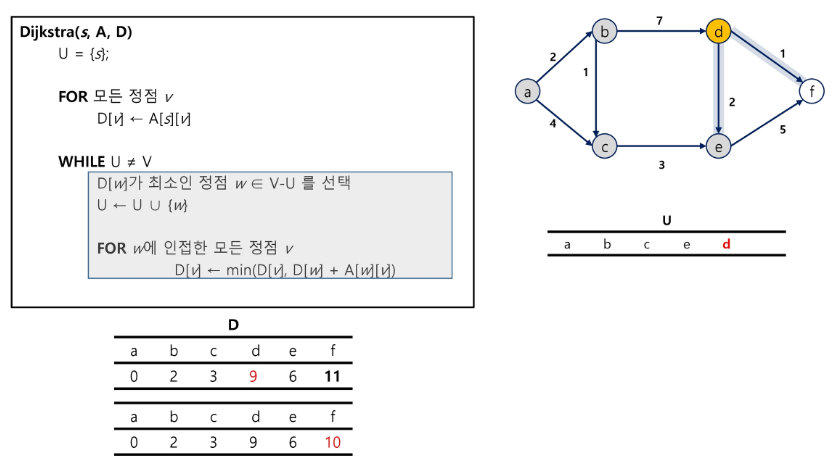 Dijkstra(s, A, D)
U = {s};
FOR 모든 정점 v
D[v] ← A[s][v]
WHILE U ≠ V
D[w]가 최소인 정점 w ∈ V-U 를 선택
U ← U ∪ {w}
FOR w에 인접한 모든 정점 v
D[v] ← min(D[v], D[w] + A[w][v])
b 7 d
2 1 1
a f
4 2
c e 5
3
U
a b c e d
D
a b c d e f
0 2 3 9 6 11
a b c d e f
0 2 3 9 6 10